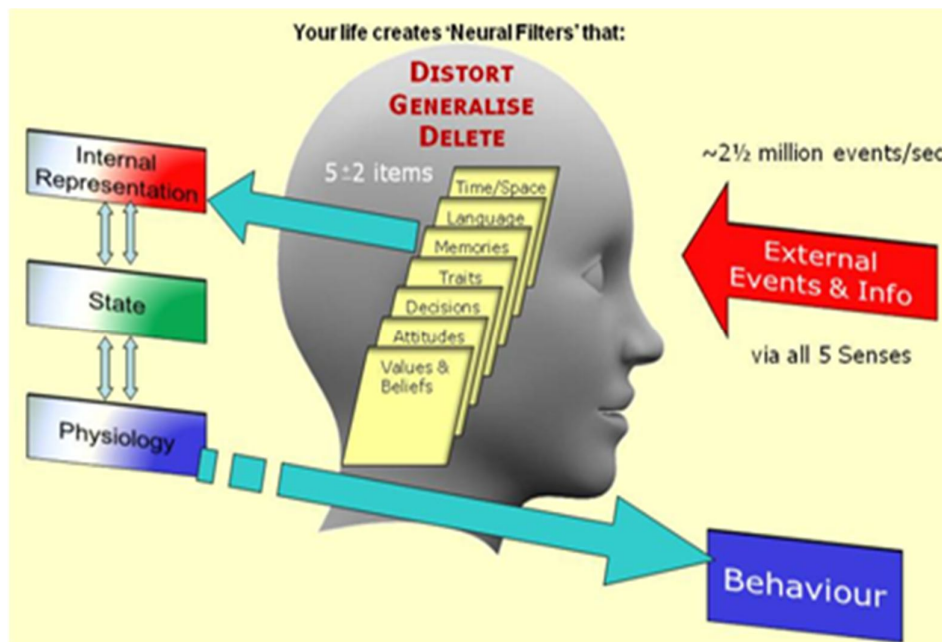 Your life creates 'Neural Filters' that:
DISTORT
GENERALISE
DELETE
Internal
Representation
5±2 items
~2½ million events/sec
Time/Space
Language
Memories
Traits
Decisions
Attitudes
Values &
Beliefs
External
Events & Info
via all 5 Senses
State
Physiology
Behaviour